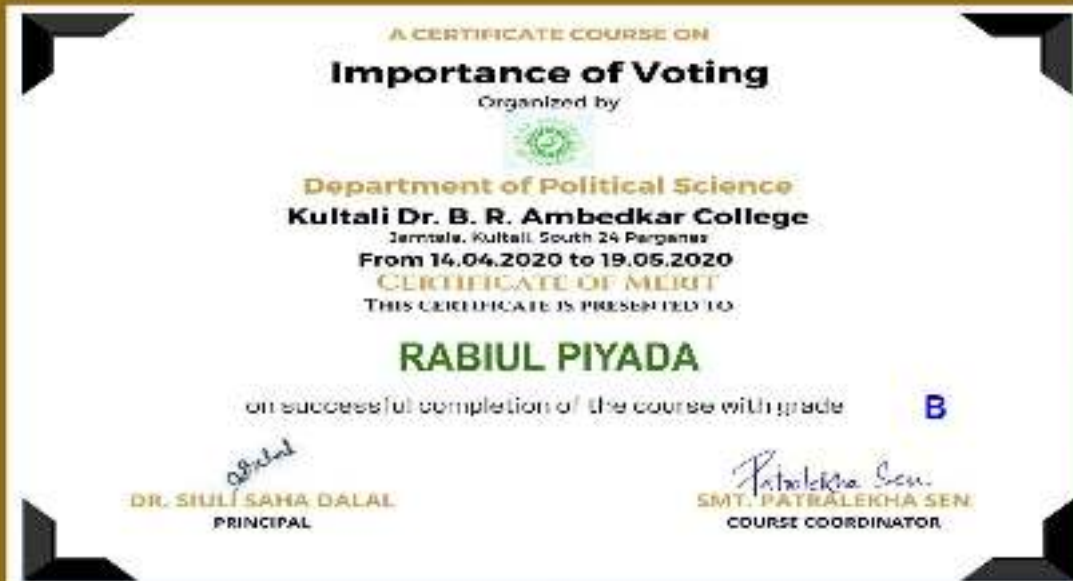 A CERTIFICATE COURSE ON
Importance of Voting
Organized by
Department of Political Science
Kultali Dr. B. R. Ambedkar College
Jamtala, Kultali, South 24 Parganas
From 14.04.2020 to 19.05.2020
CERTIFICATE OF MERIT
THIS CERTIFICATE IS PRESENTED TO
RABIUL PIYADA
on successful completion of the course with grade B
Patralekha Sen.
DR. SIULI SAHA DALAL SMT. PATRALEKHA SEN
PRINCIPAL COURSE COORDINATOR